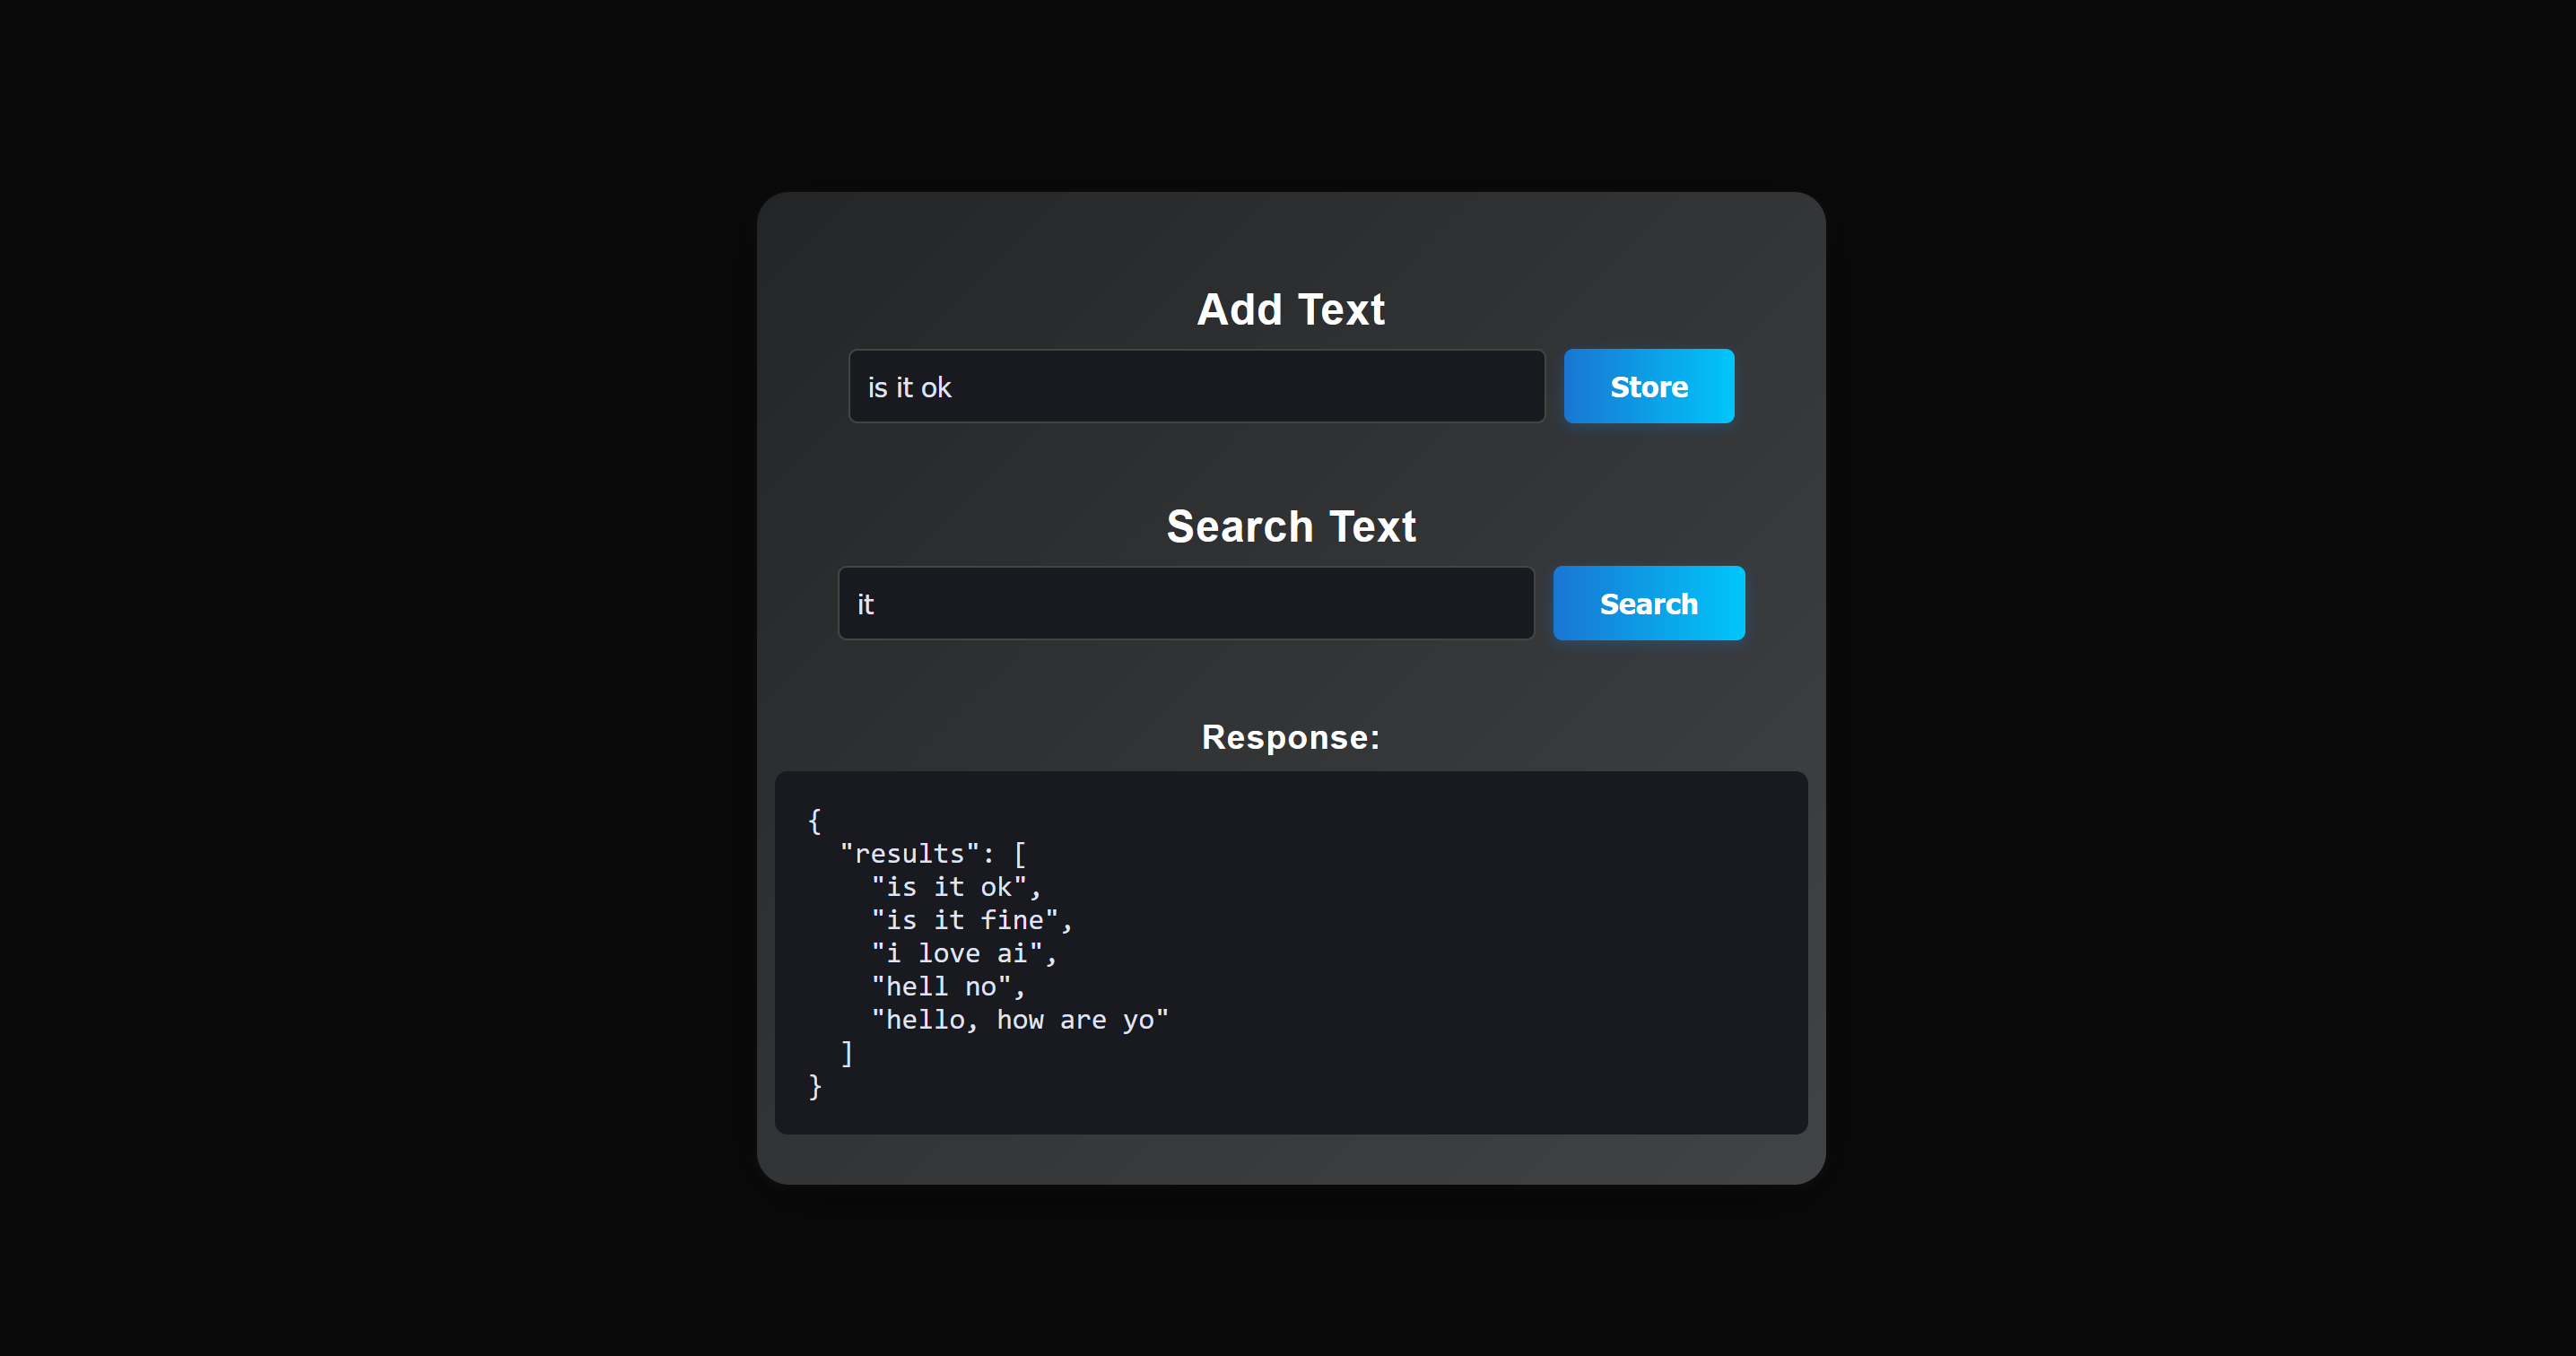 Add Text
is it ok
Store
Search Text
it
Search
Response:
{
  "results": [
    "is it ok",
    "is it fine",
    "i love ai",
    "hell no",
    "hello, how are yo"
  ]
}